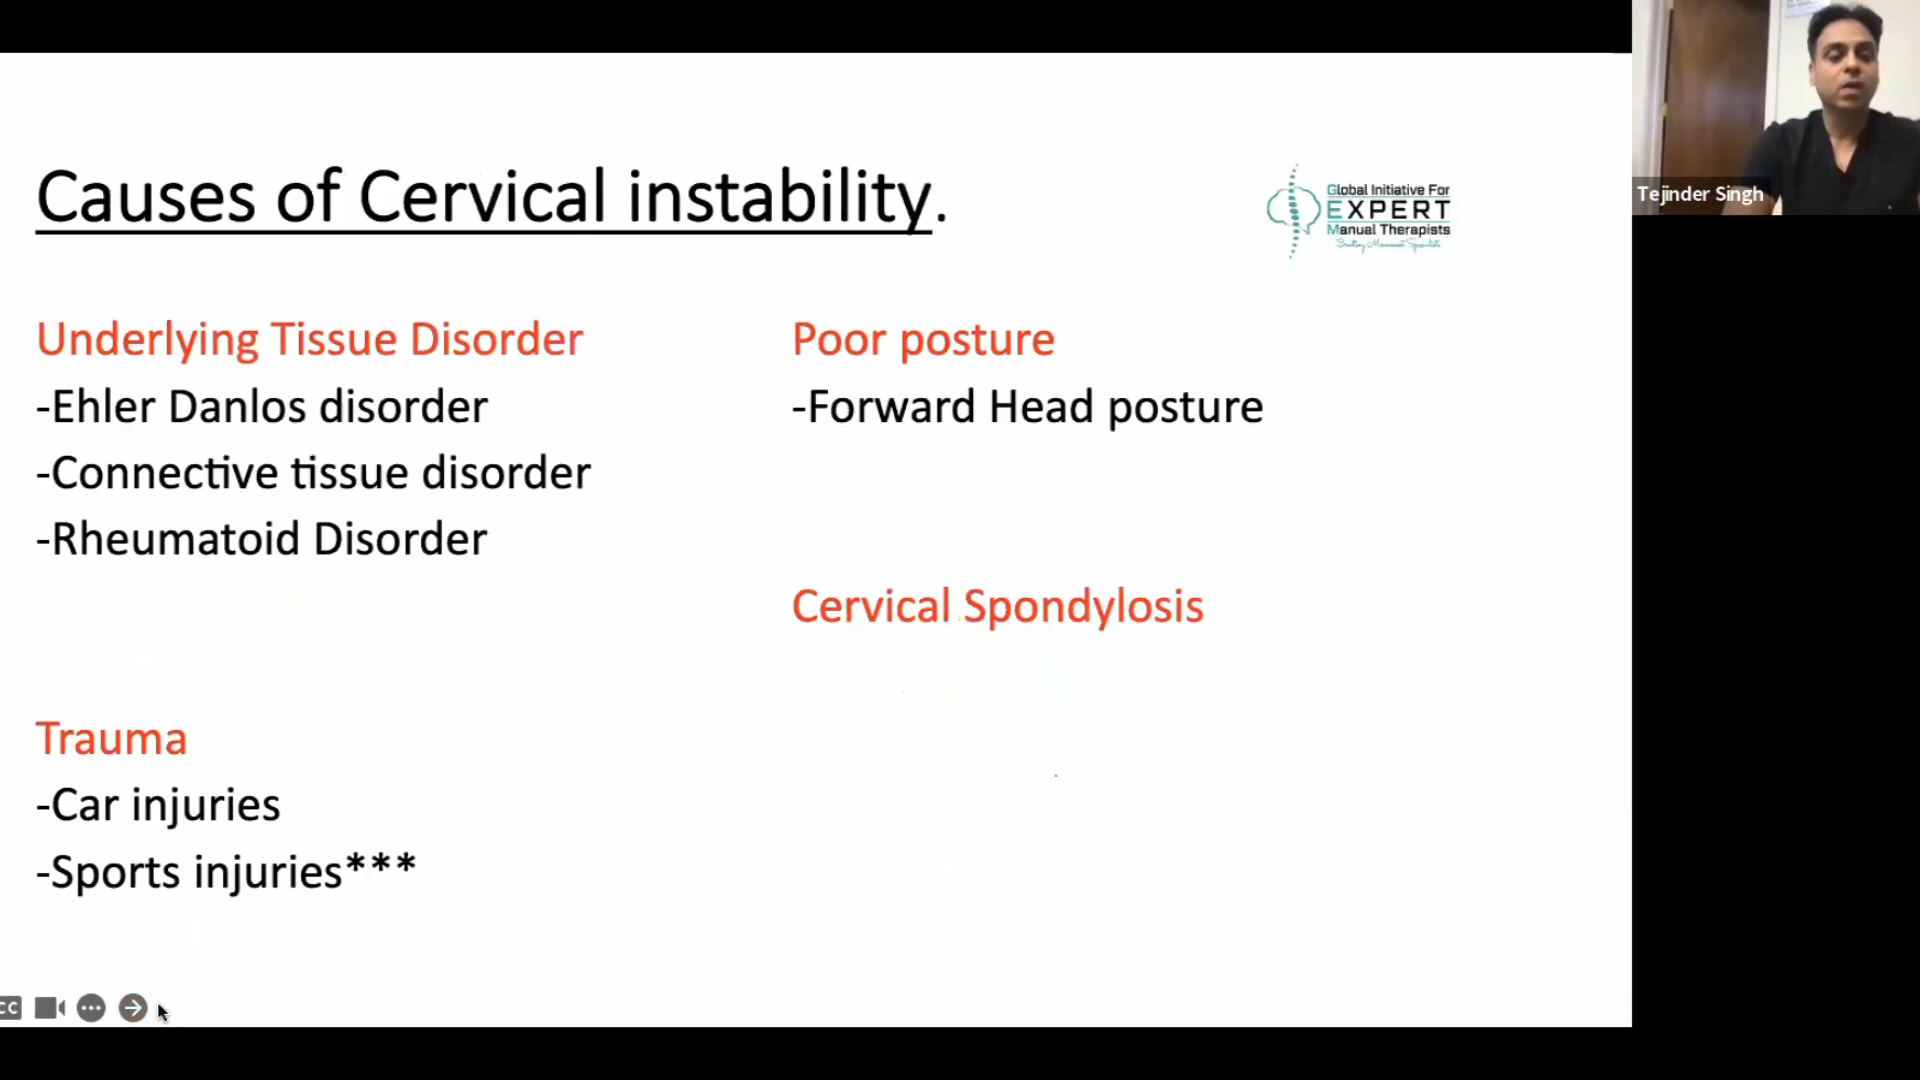 Causes of Cervical instability.
Global Initiative For
EXPERT
Manual Therapists
Tejinder Singh
Underlying Tissue Disorder
-Ehler Danlos disorder
-Connective tissue disorder
-Rheumatoid Disorder
Trauma
-Car injuries
-Sports injuries***
Poor posture
-Forward Head posture
Cervical Spondylosis
CC